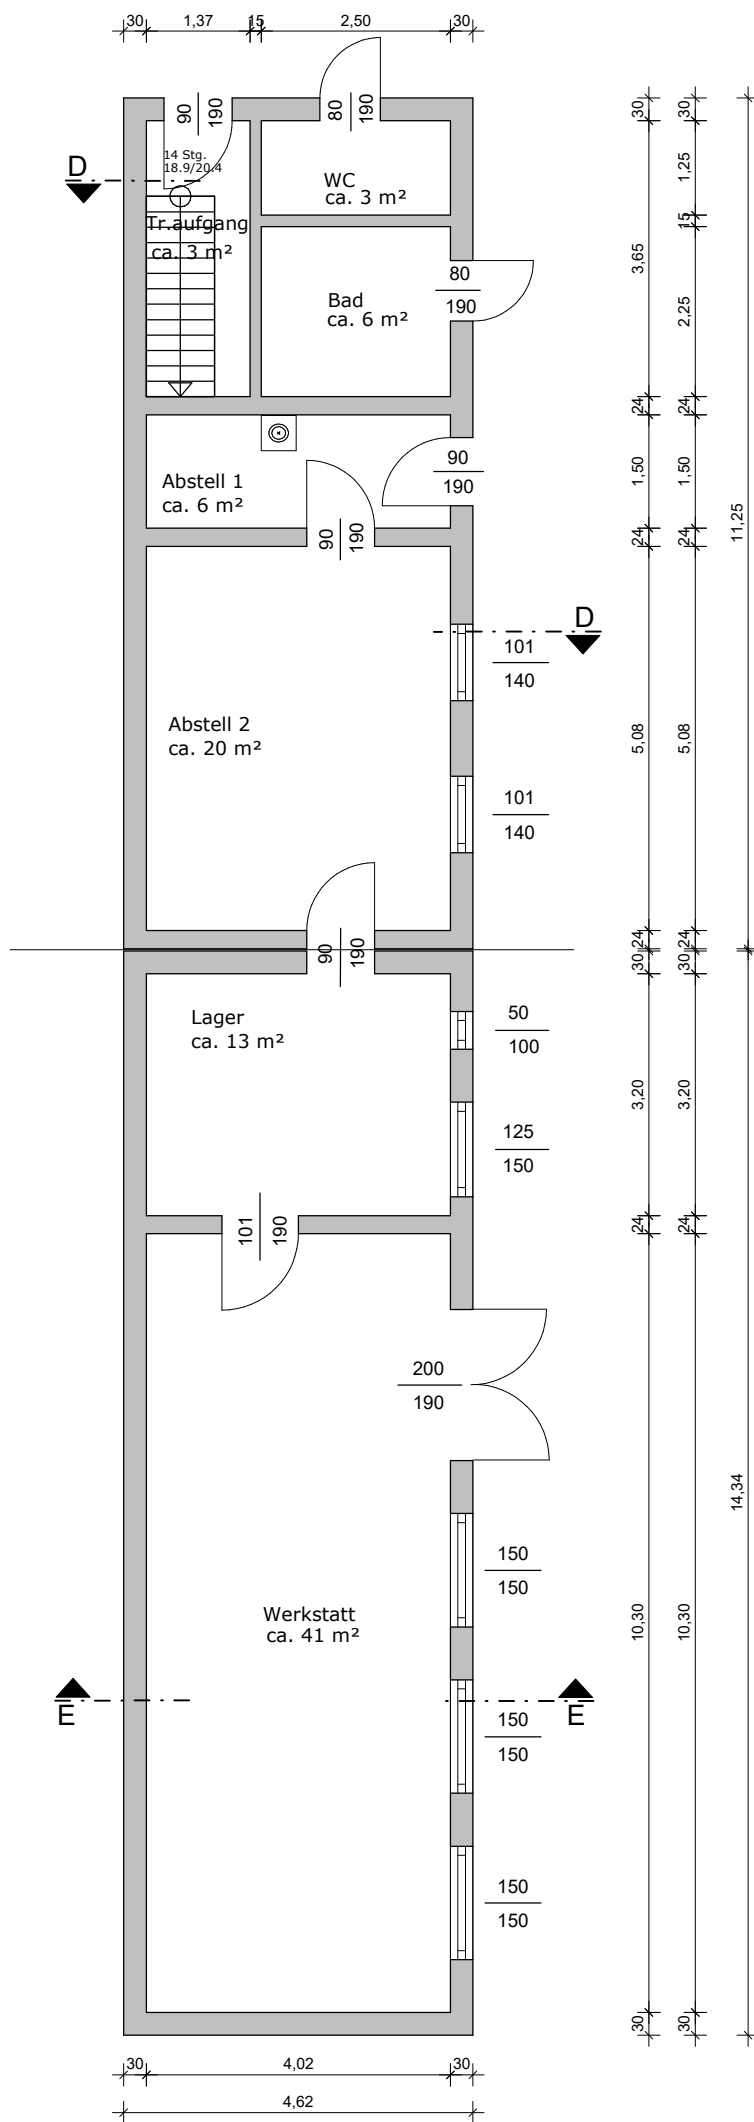 30 1,37 15 2,50 30
90
190
80
190
14 Stg.
18.9/20.4
D
WC
ca. 3 m²
Tr.aufgang
ca. 3 m²
Bad
ca. 6 m²
80
190
Abstell 1
ca. 6 m²
90
190
90
190
D
101
140
Abstell 2
ca. 20 m²
101
140
90
190
Lager
ca. 13 m²
50
100
125
150
101
190
200
190
150
150
Werkstatt
ca. 41 m²
E
E
150
150
150
150
30 3,65 24 1,50 24 5,08 24 30 3,20 24 10,30 30
30 1,25 15 2,25 24 1,50 24 5,08 24 30 3,20 24 10,30 30
11,25 14,34
30 4,02 30
4,62